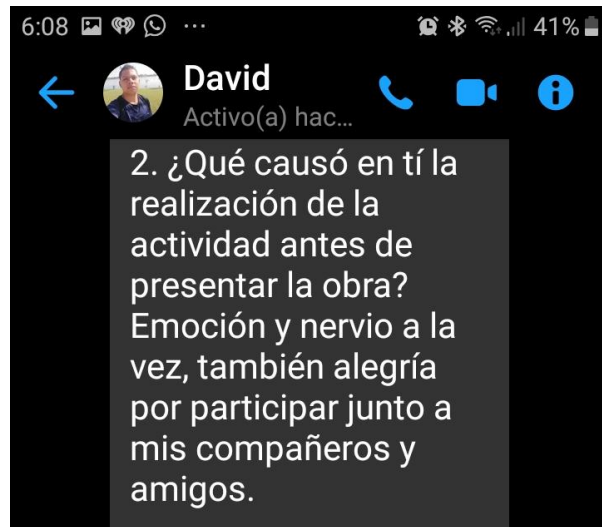 6:08 ... 41%
David
Activo(a) hac...
2. ¿Qué causó en tí la
realización de la
actividad antes de
presentar la obra?
Emoción y nervio a la
vez, también alegría
por participar junto a
mis compañeros y
amigos.